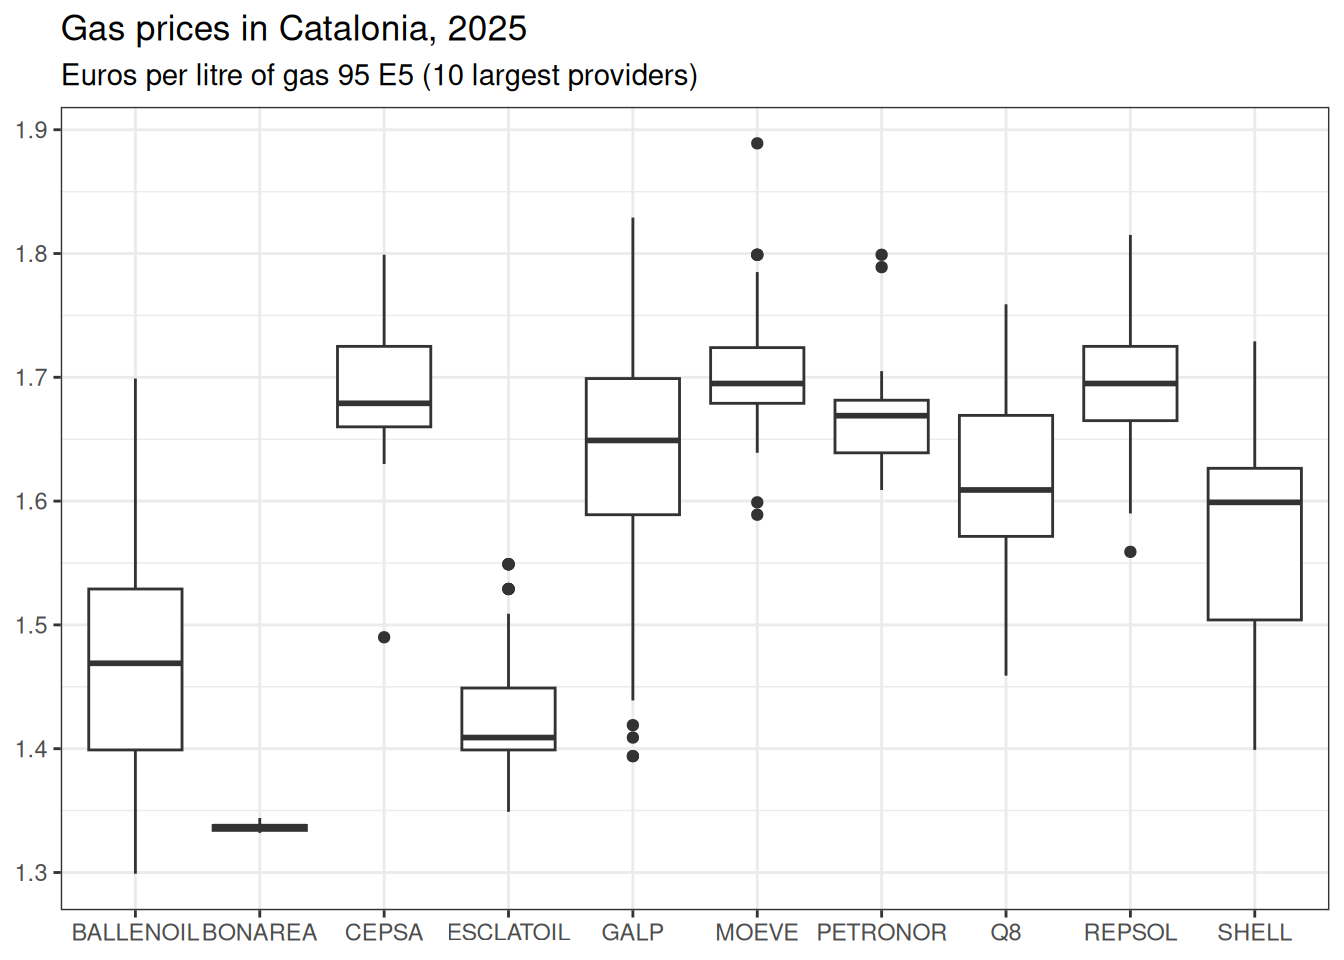 Gas prices in Catalonia, 2025
Euros per litre of gas 95 E5 (10 largest providers)
1.9
1.8
1.7
1.6
1.5
1.4
1.3
BALLENOIL BONAREA CEPSA ESCLATOIL GALP MOEVE PETRONOR Q8 REPSOL SHELL